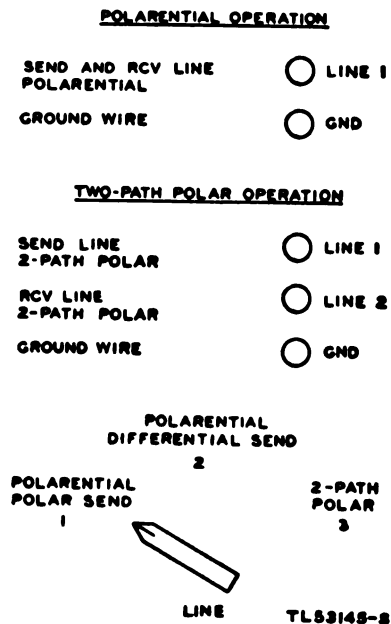 POLARENTIAL OPERATION
SEND AND RCV LINE
POLARENTIAL
LINE 1
GROUND WIRE
GND
TWO-PATH POLAR OPERATION
SEND LINE
2-PATH POLAR
LINE 1
RCV LINE
2-PATH POLAR
LINE 2
GROUND WIRE
GND
POLARENTIAL
DIFFERENTIAL SEND
2
POLARENTIAL
POLAR SEND
1
2-PATH
POLAR
3
LINE
TL53145-S